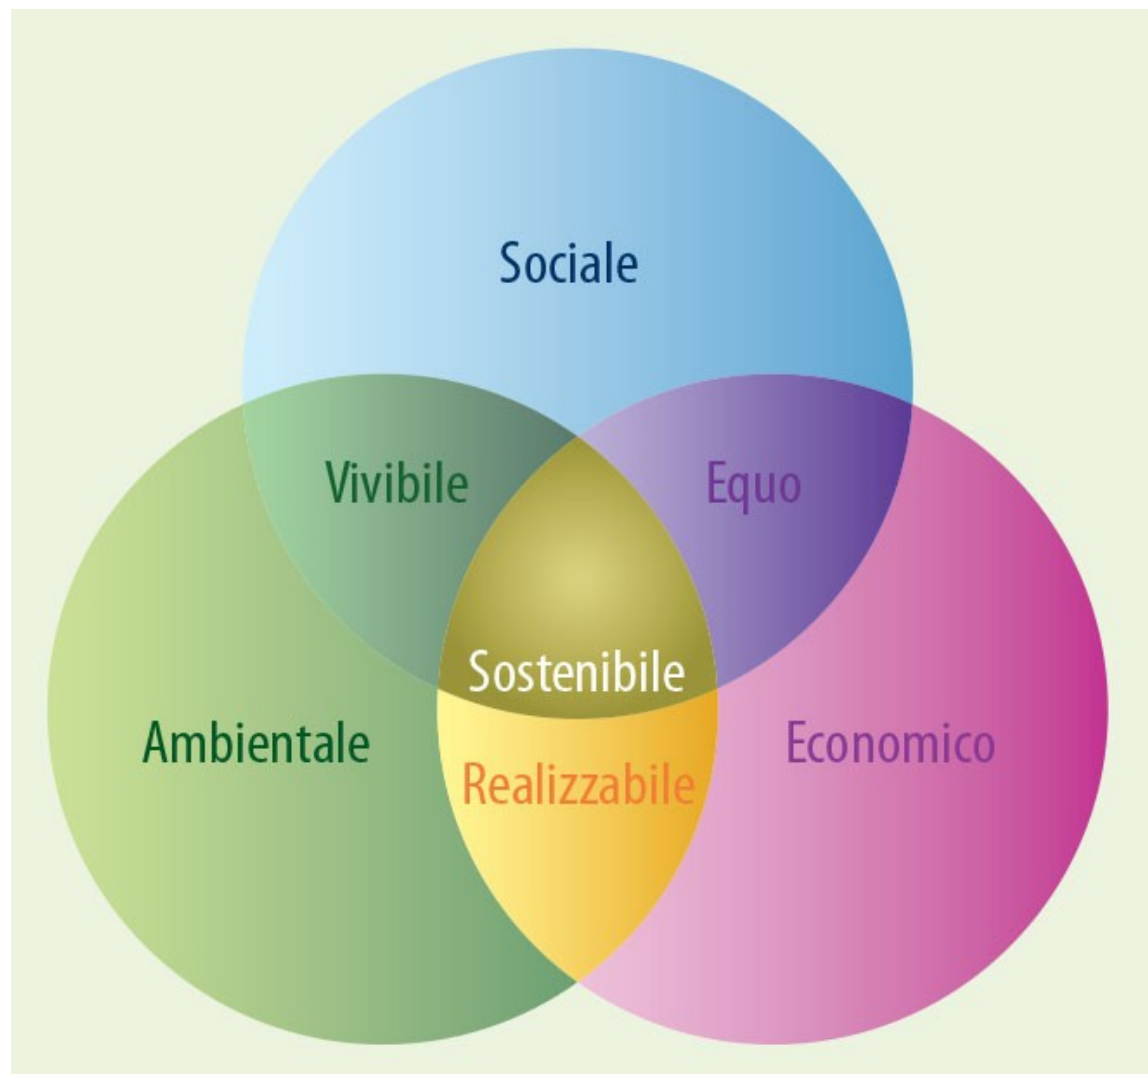 Sociale
Vivibile
Equo
Sostenibile
Ambientale
Economico
Realizzabile